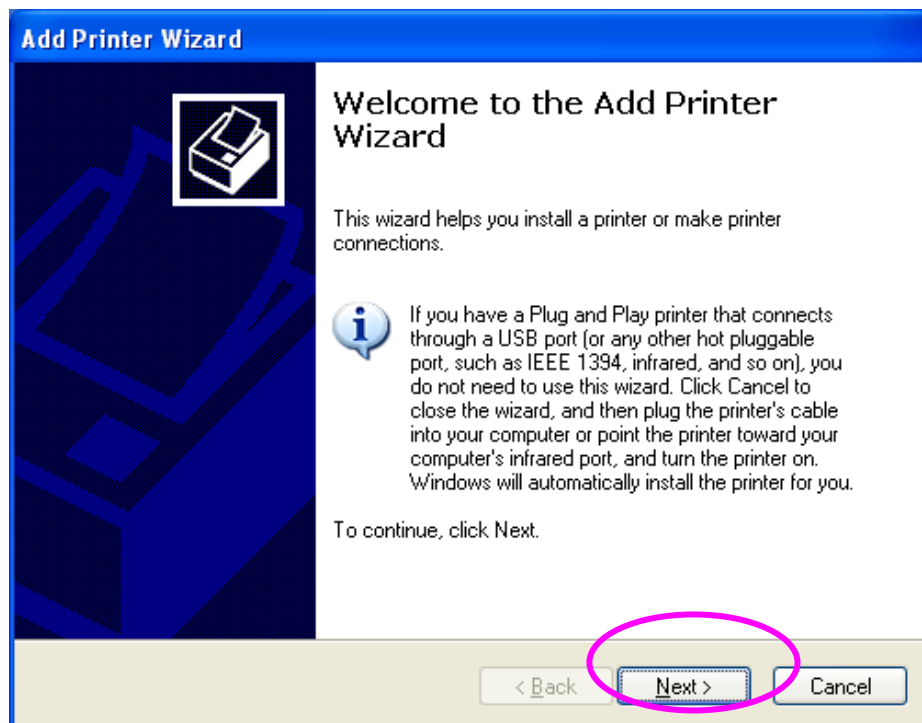 Add Printer Wizard
Welcome to the Add Printer
Wizard
This wizard helps you install a printer or make printer
connections.
If you have a Plug and Play printer that connects
through a USB port (or any other hot pluggable
port, such as IEEE 1394, infrared, and so on), you
do not need to use this wizard. Click Cancel to
close the wizard, and then plug the printer's cable
into your computer or point the printer toward your
computer's infrared port, and turn the printer on.
Windows will automatically install the printer for you.
To continue, click Next.
< Back Next > Cancel